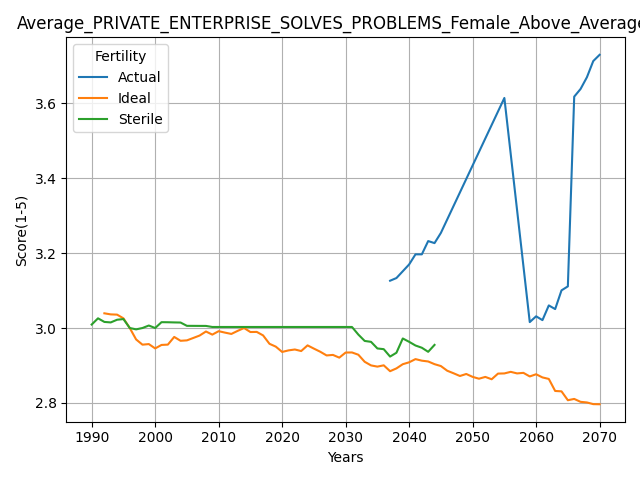 Average_PRIVATE_ENTERPRISE_SOLVES_PROBLEMS_Female_Above_Average
Fertility
Actual
Ideal
Sterile
Score(1-5)
3.6
3.4
3.2
3.0
2.8
1990 2000 2010 2020 2030 2040 2050 2060 2070
Years